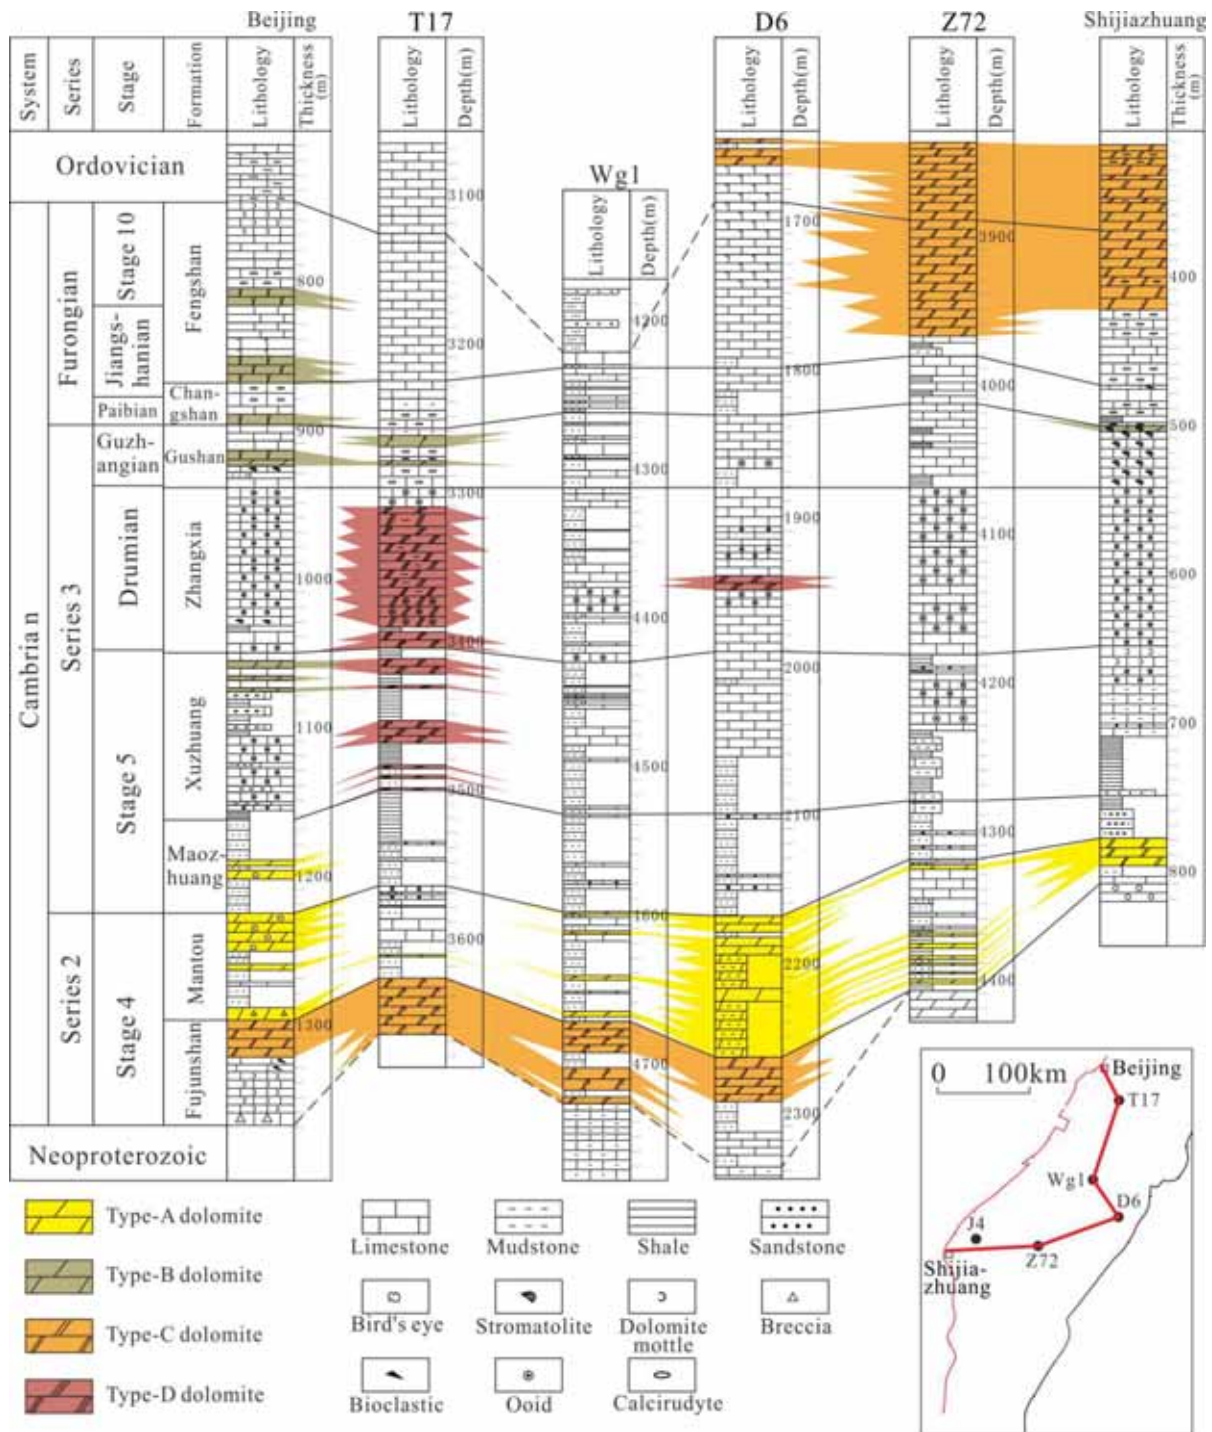 Beijing
T17
Wg1
D6
Z72
Shijiazhuang
System
Series
Stage
Formation
Lithology
Thickness (m)
Lithology
Depth(m)
Lithology
Depth(m)
Lithology
Depth(m)
Lithology
Depth(m)
Lithology
Thickness (m)
Ordovician
Cambrian
Furongian
Series 3
Series 2
Stage 10
Jiangs-
hanian
Paibian
Guzh-
angian
Drumian
Stage 5
Stage 4
Fengshan
Chan-
gshan
Gushan
Zhangxia
Xuzhuang
Maoz-
huang
Mantou
Fujunshan
Neoproterozoic
800
900
1000
1100
1200
1300
3100
3200
3300
3400
3500
3600
4200
4300
4400
4500
1600
4700
1700
1800
1900
2000
2100
2200
2300
3900
4000
4100
4200
4300
4400
400
500
600
700
800
Type-A dolomite
Type-B dolomite
Type-C dolomite
Type-D dolomite
Limestone
Mudstone
Shale
Sandstone
Bird's eye
Stromatolite
Dolomite
mottle
Breccia
Bioclastic
Ooid
Calcirudyte
0 100km
Beijing
T17
Wg1
D6
J4
Z72
Shijia-
zhuang